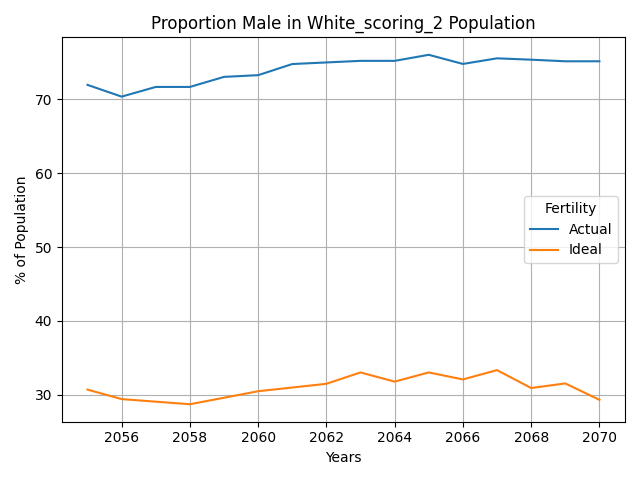 Proportion Male in White_scoring_2 Population
% of Population
70
60
50
40
30
Fertility
Actual
Ideal
2056 2058 2060 2062 2064 2066 2068 2070
Years